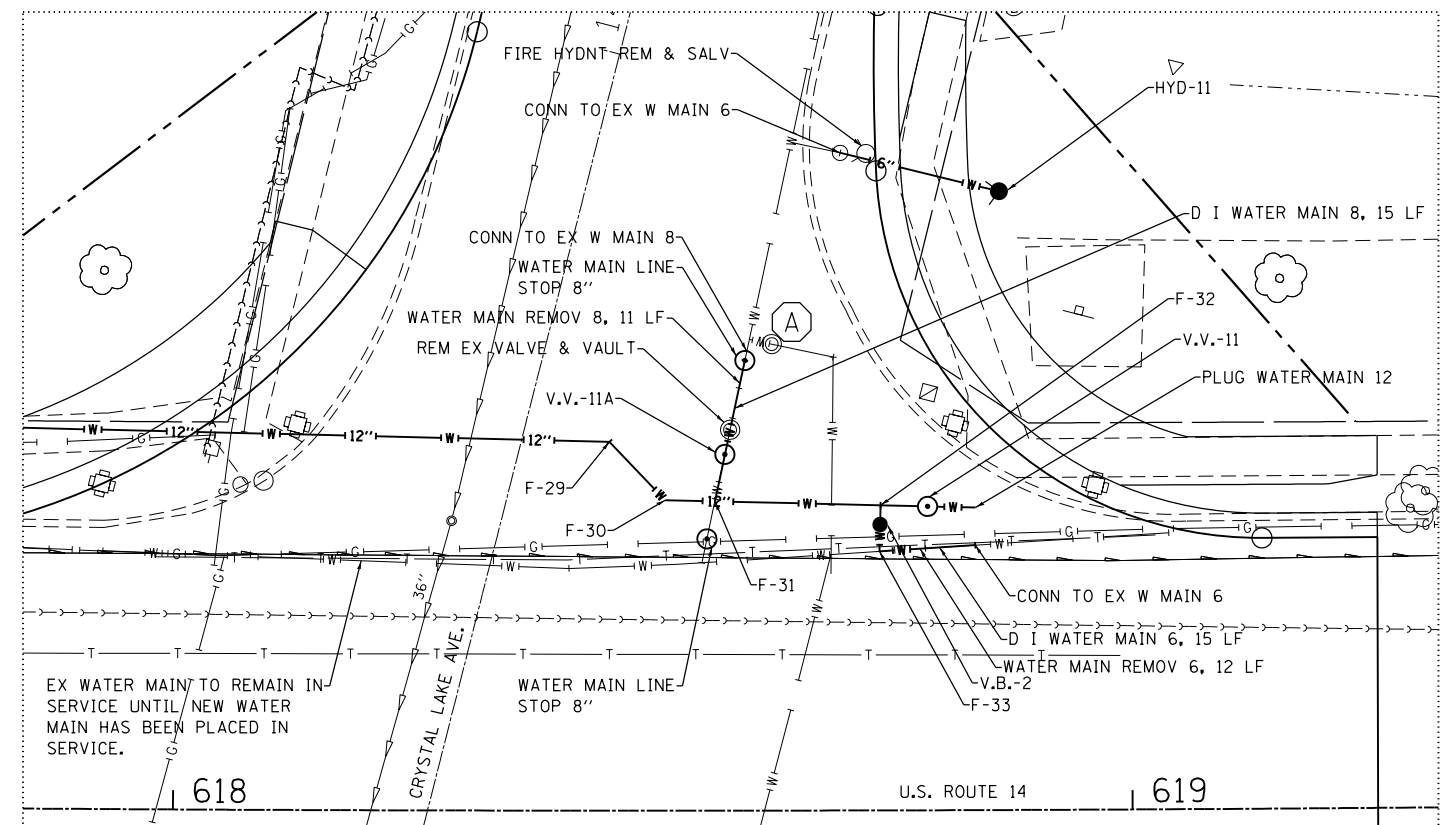 FIRE HYDNT REM & SALV
HYD-11
CONN TO EX W MAIN 6
6"
D I WATER MAIN 8, 15 LF
CONN TO EX W MAIN 8
WATER MAIN LINE
STOP 8"
F-32
WATER MAIN REMOV 8, 11 LF
A
V.V.-11
REM EX VALVE & VAULT
PLUG WATER MAIN 12
V.V.-11A
W 12" W 12" W 12"
F-29
W
12" W W
F-30
F-31
CONN TO EX W MAIN 6
36"
D I WATER MAIN 6, 15 LF
WATER MAIN REMOV 6, 12 LF
V.B.-2
F-33
EX WATER MAIN TO REMAIN IN
SERVICE UNTIL NEW WATER
MAIN HAS BEEN PLACED IN
SERVICE.
WATER MAIN LINE
STOP 8"
CRYSTAL LAKE AVE.
618
U.S. ROUTE 14
619